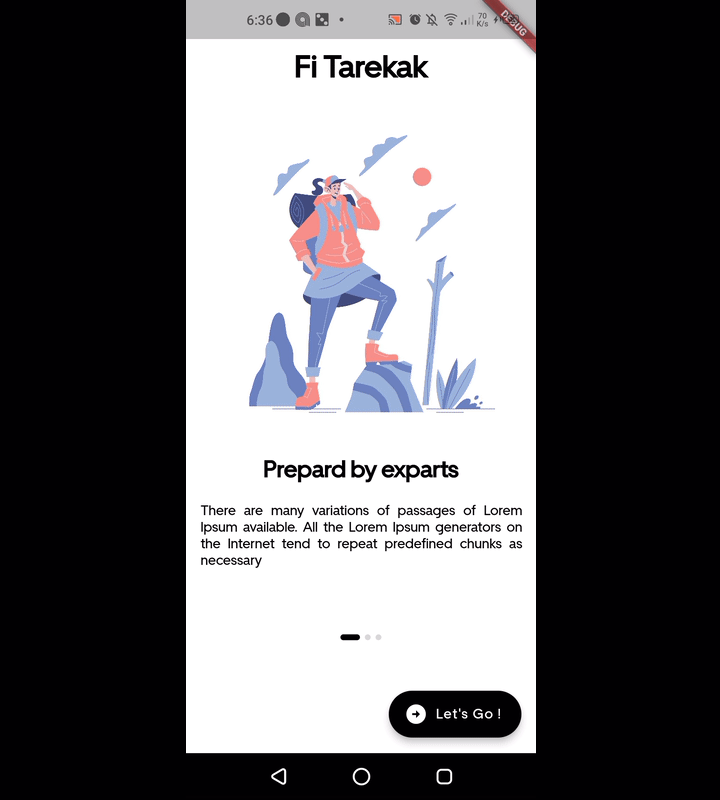 6:36
70
K/s
DEBUG
Fi Tarekak
Prepard by exparts
There are many variations of passages of Lorem
Ipsum available. All the Lorem Ipsum generators on
the Internet tend to repeat predefined chunks as
necessary
Let's Go !